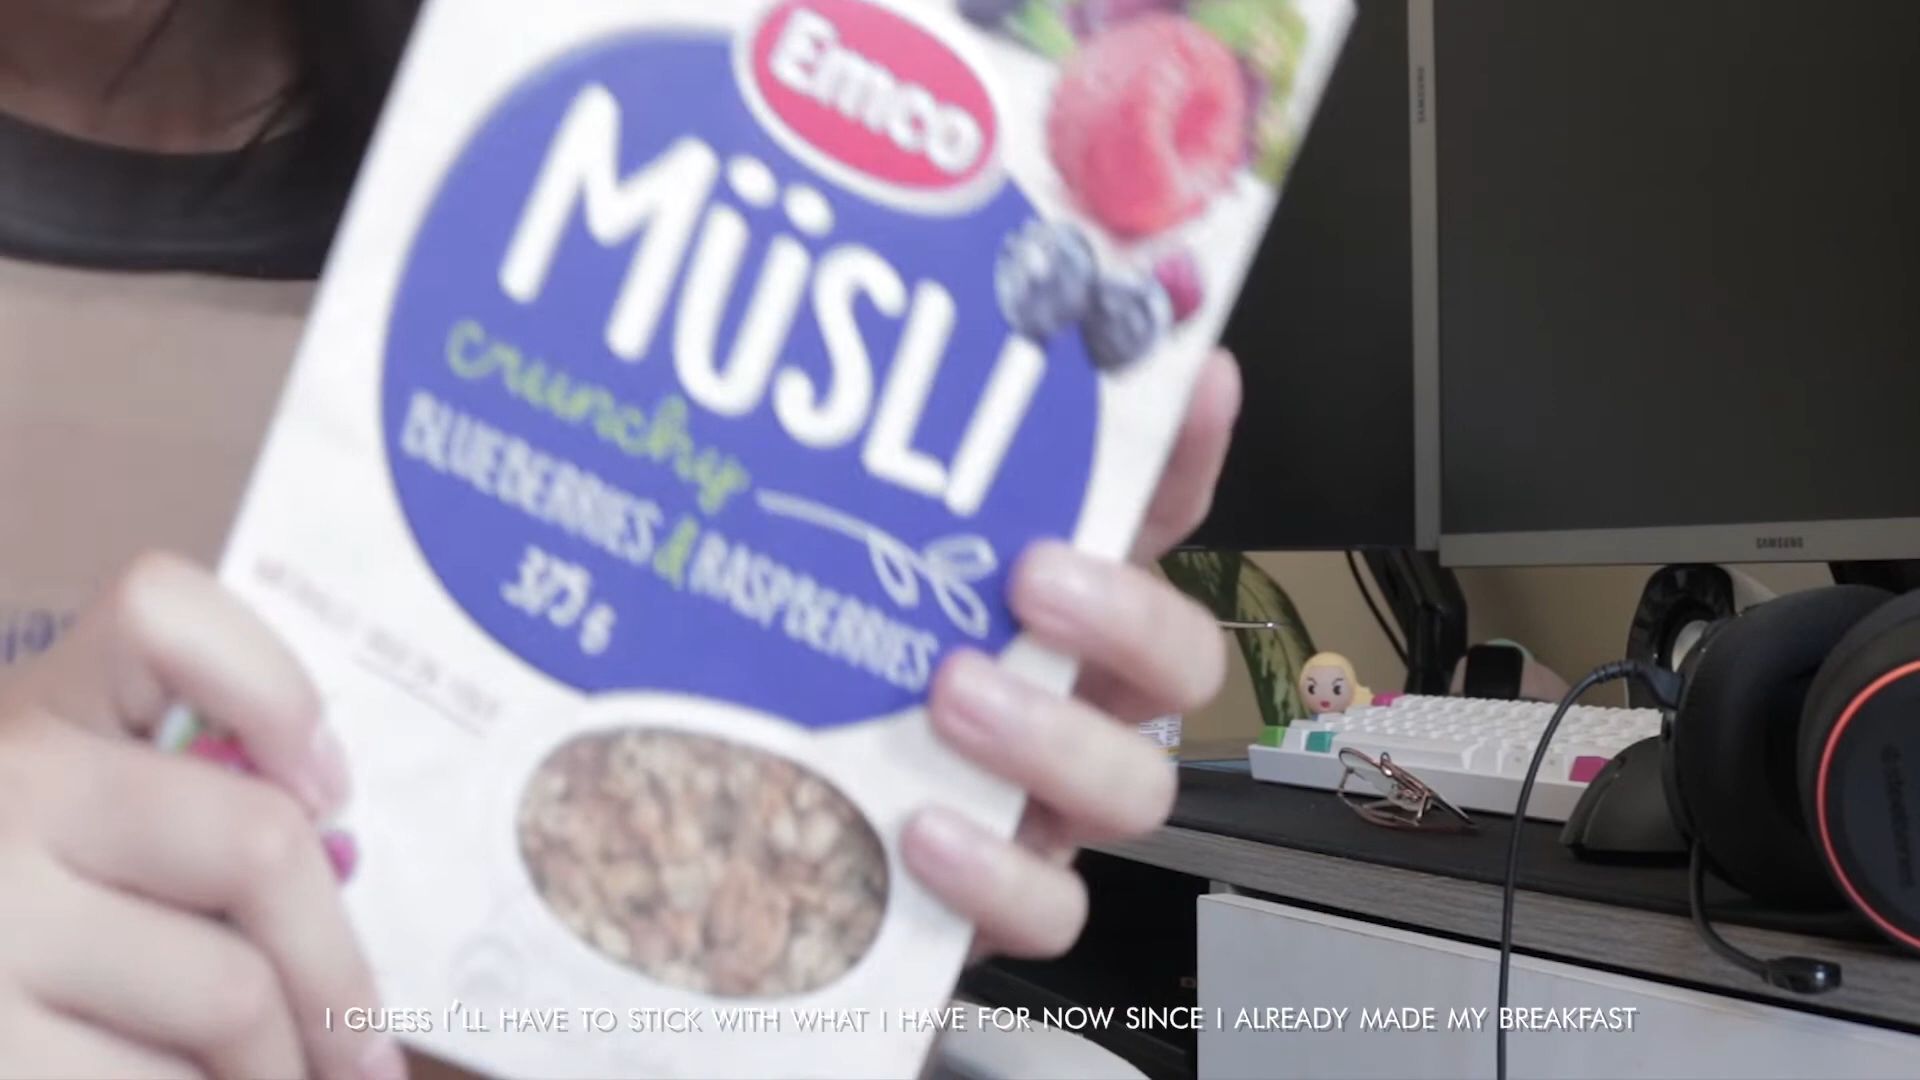 Emco
MÜSLI
crunchy
BLUEBERRIES & RASPBERRIES
375 g
SAMSUNG
SAMSUNG
I GUESS I'LL HAVE TO STICK WITH WHAT I HAVE FOR NOW SINCE I ALREADY MADE MY BREAKFAST